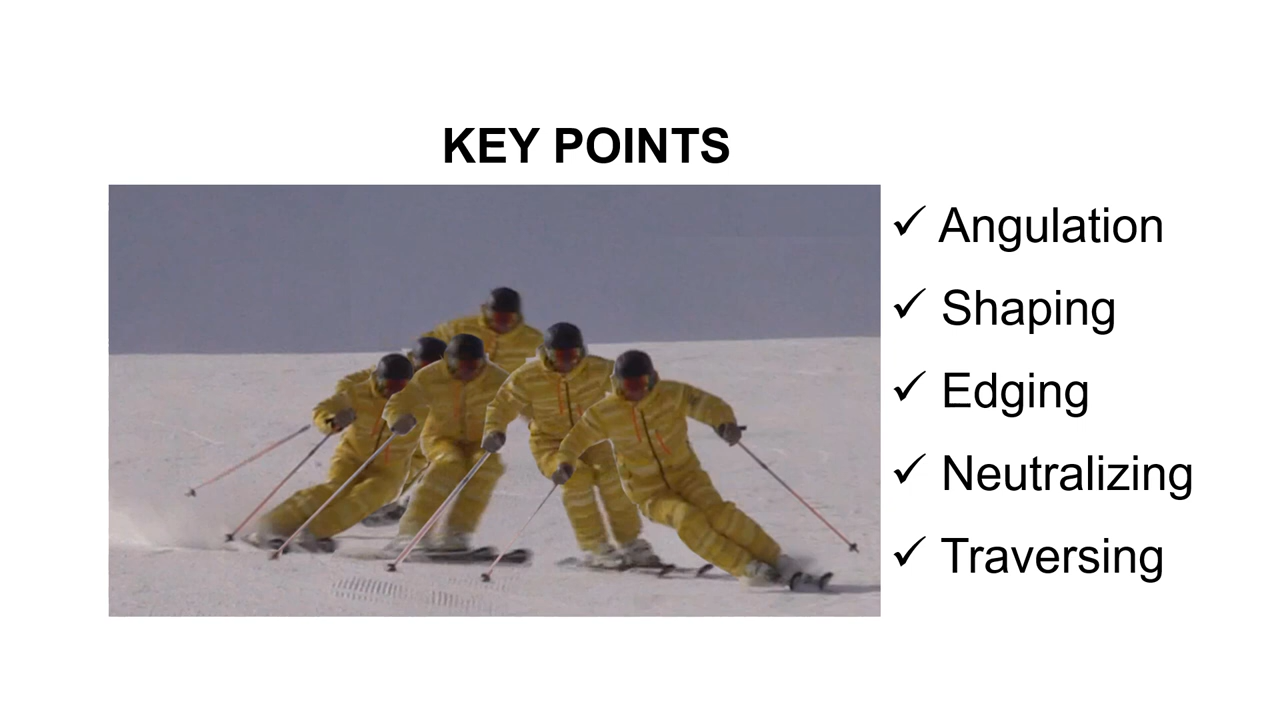 KEY POINTS
✓ Angulation
✓ Shaping
✓ Edging
✓ Neutralizing
✓ Traversing